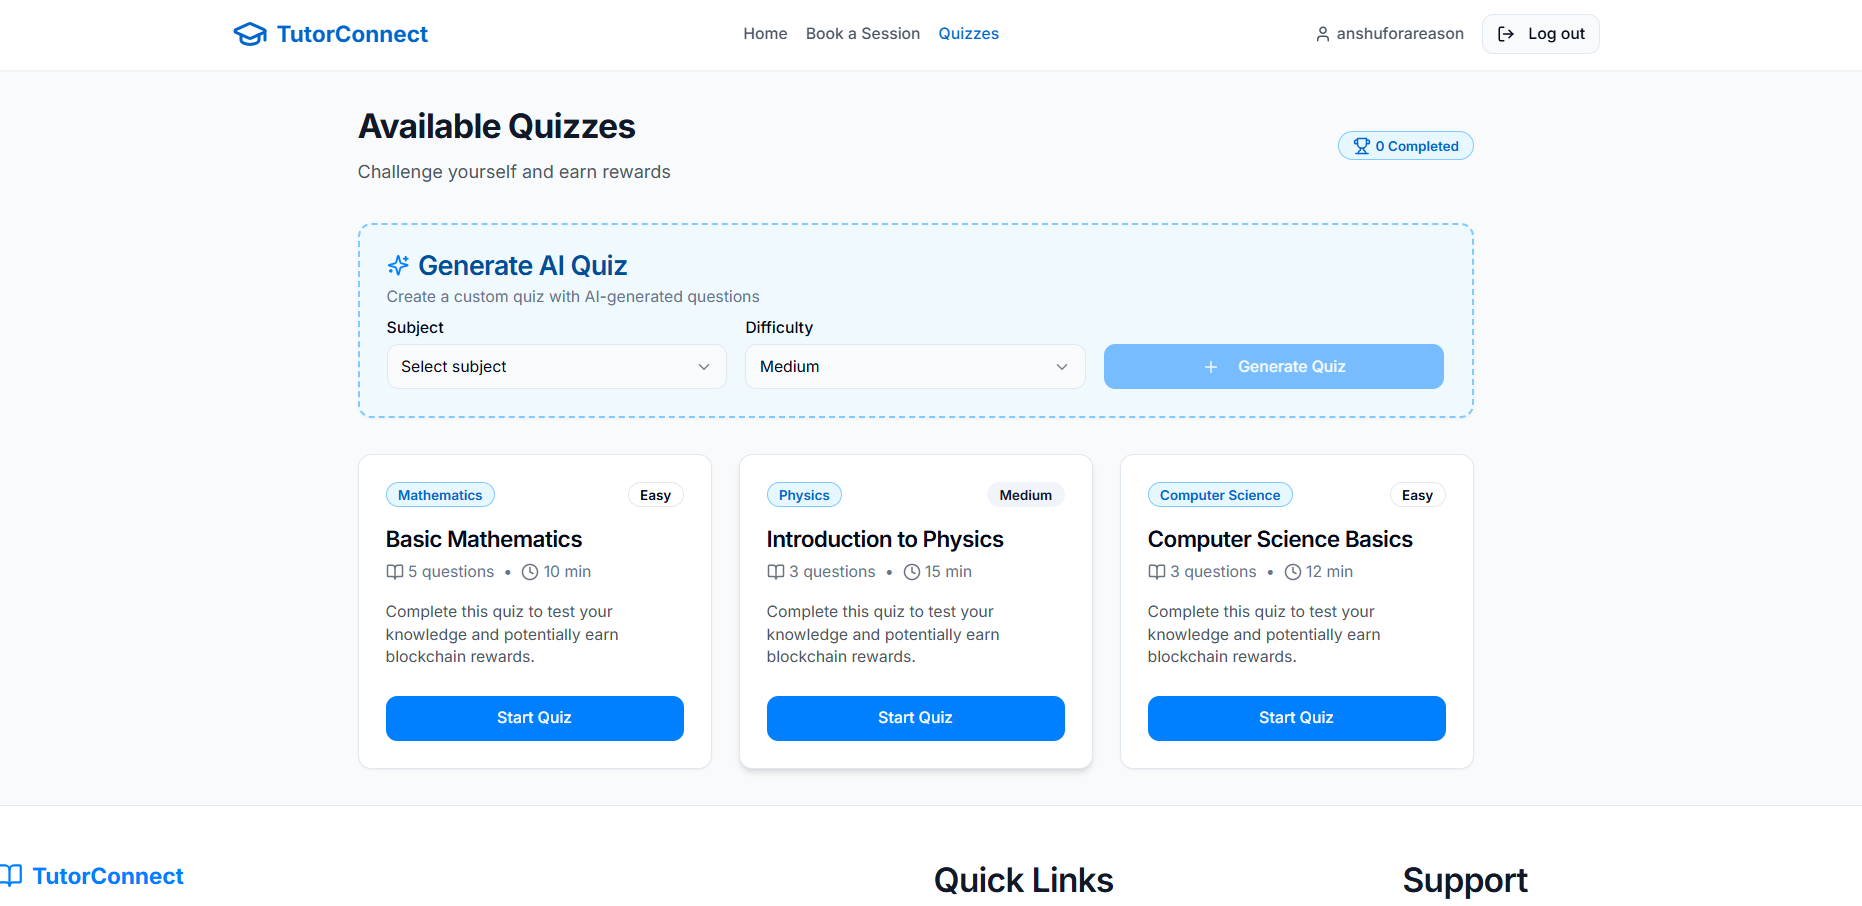 TutorConnect
Home Book a Session Quizzes
anshuforareason
Log out
Available Quizzes
Challenge yourself and earn rewards
0 Completed
Generate AI Quiz
Create a custom quiz with AI-generated questions
Subject
Select subject
Difficulty
Medium
+ Generate Quiz
Mathematics
Easy
Basic Mathematics
5 questions • 10 min
Complete this quiz to test your
knowledge and potentially earn
blockchain rewards.
Start Quiz
Physics
Medium
Introduction to Physics
3 questions • 15 min
Complete this quiz to test your
knowledge and potentially earn
blockchain rewards.
Start Quiz
Computer Science
Easy
Computer Science Basics
3 questions • 12 min
Complete this quiz to test your
knowledge and potentially earn
blockchain rewards.
Start Quiz
TutorConnect
Quick Links
Support